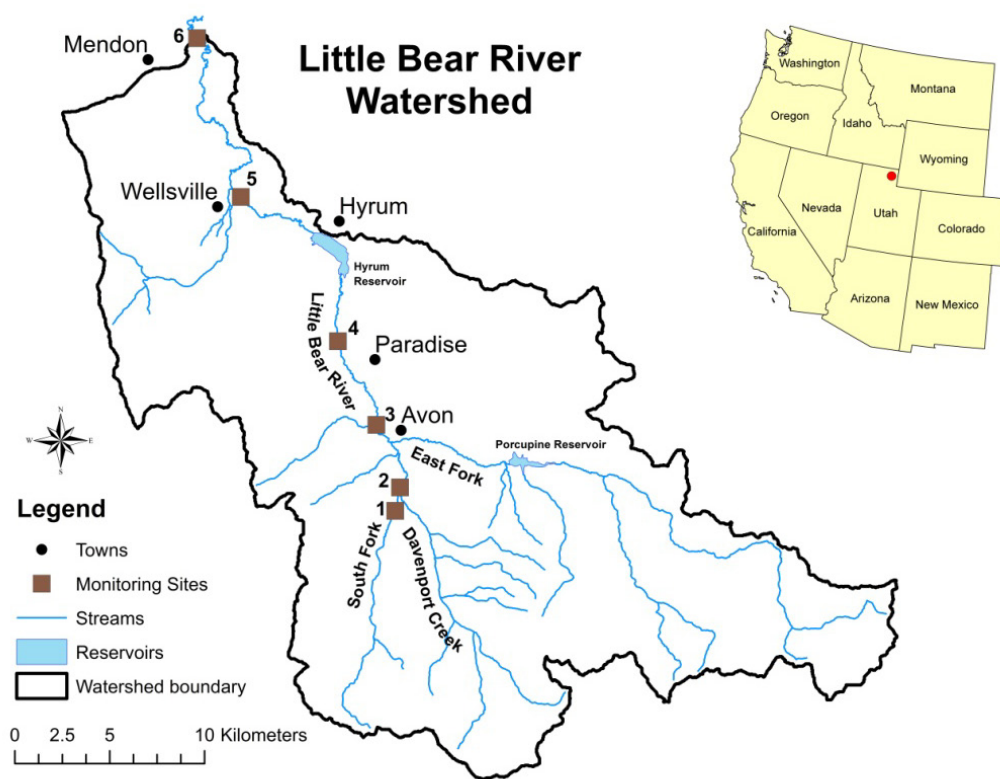 Little Bear River
Watershed
6
Mendon
5
Wellsville
Hyrum
Hyrum
Reservoir
Little Bear River
4
Paradise
3
Avon
East Fork
Porcupine Reservoir
2
1
South Fork
Davenport Creek
N
W
E
S
Legend
Towns
Monitoring Sites
Streams
Reservoirs
Watershed boundary
0 2.5 5 10 Kilometers
Washington
Montana
Oregon
Idaho
Wyoming
Nevada
Utah
Colorado
California
Arizona
New Mexico